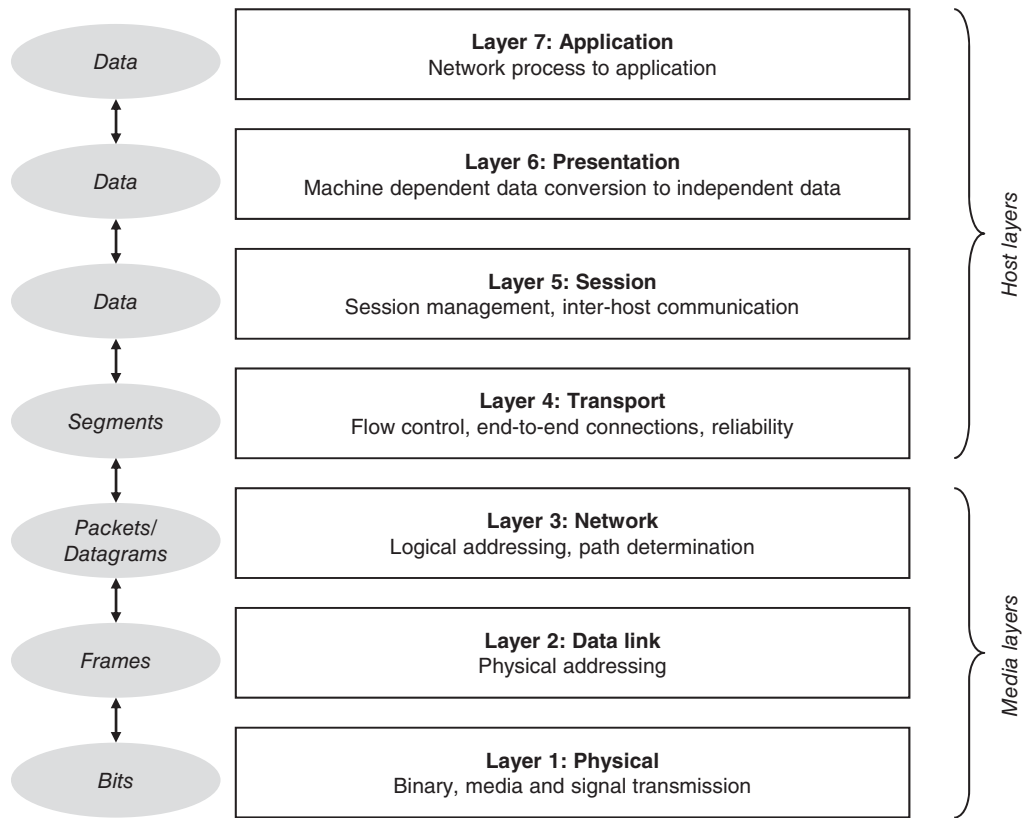 Data
Layer 7: Application
Network process to application
Data
Layer 6: Presentation
Machine dependent data conversion to independent data
Data
Layer 5: Session
Session management, inter-host communication
Segments
Layer 4: Transport
Flow control, end-to-end connections, reliability
Host layers
Packets/
Datagrams
Layer 3: Network
Logical addressing, path determination
Frames
Layer 2: Data link
Physical addressing
Bits
Layer 1: Physical
Binary, media and signal transmission
Media layers